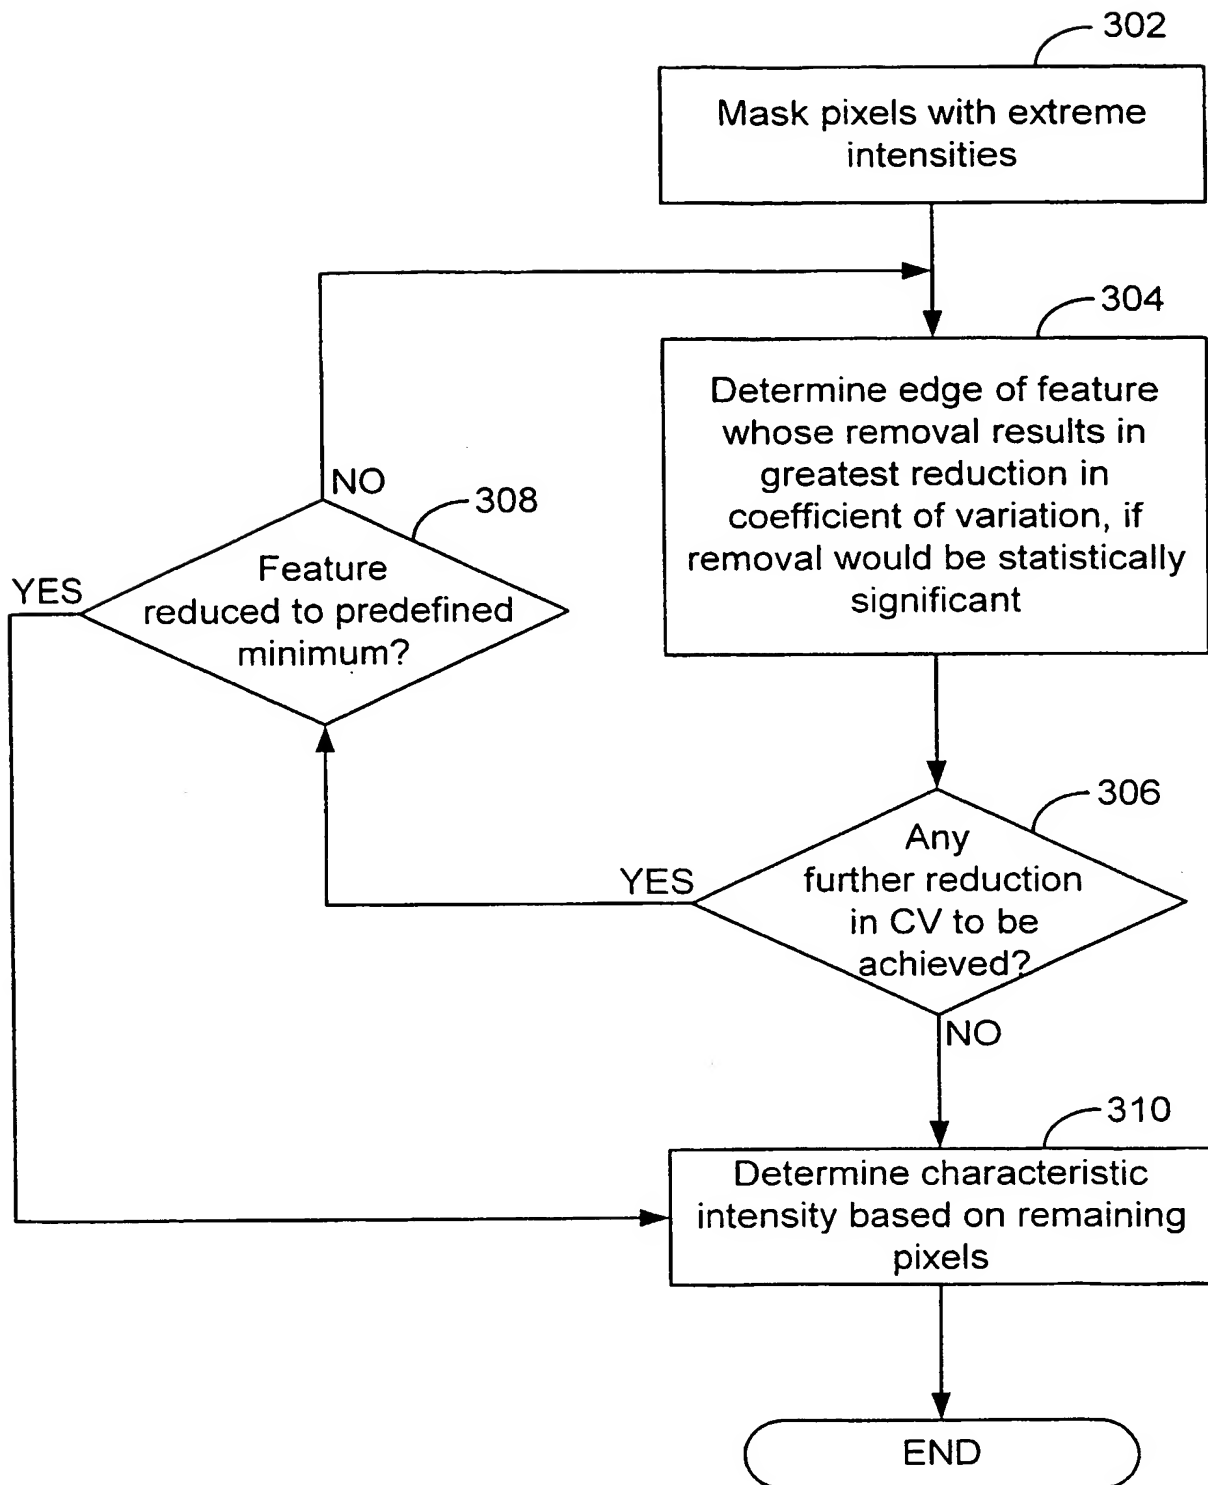 302
Mask pixels with extreme
intensities
304
Determine edge of feature
whose removal results in
greatest reduction in
coefficient of variation, if
removal would be statistically
significant
NO
308
YES
Feature
reduced to predefined
minimum?
306
YES
Any
further reduction
in CV to be
achieved?
NO
310
Determine characteristic
intensity based on remaining
pixels
END